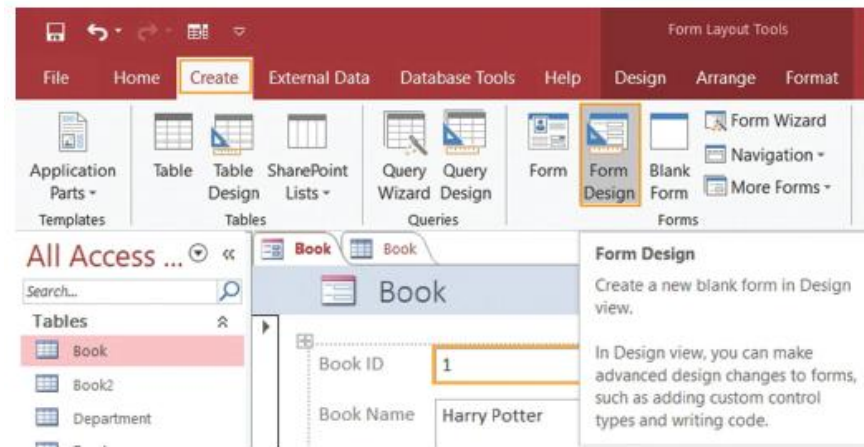 Form Layout Tools
File Home Create External Data Database Tools Help Design Arrange Format
Application Parts
Table
Table Design
SharePoint Lists
Query Wizard
Query Design
Form
Form Design
Blank Form
Form Wizard
Navigation
More Forms
Templates
Tables
Queries
Forms
All Access ...
Search...
Tables
Book
Book2
Department
Book
Book
Book
Book ID
1
Book Name
Harry Potter
Form Design
Create a new blank form in Design
view.
In Design view, you can make
advanced design changes to forms,
such as adding custom control
types and writing code.